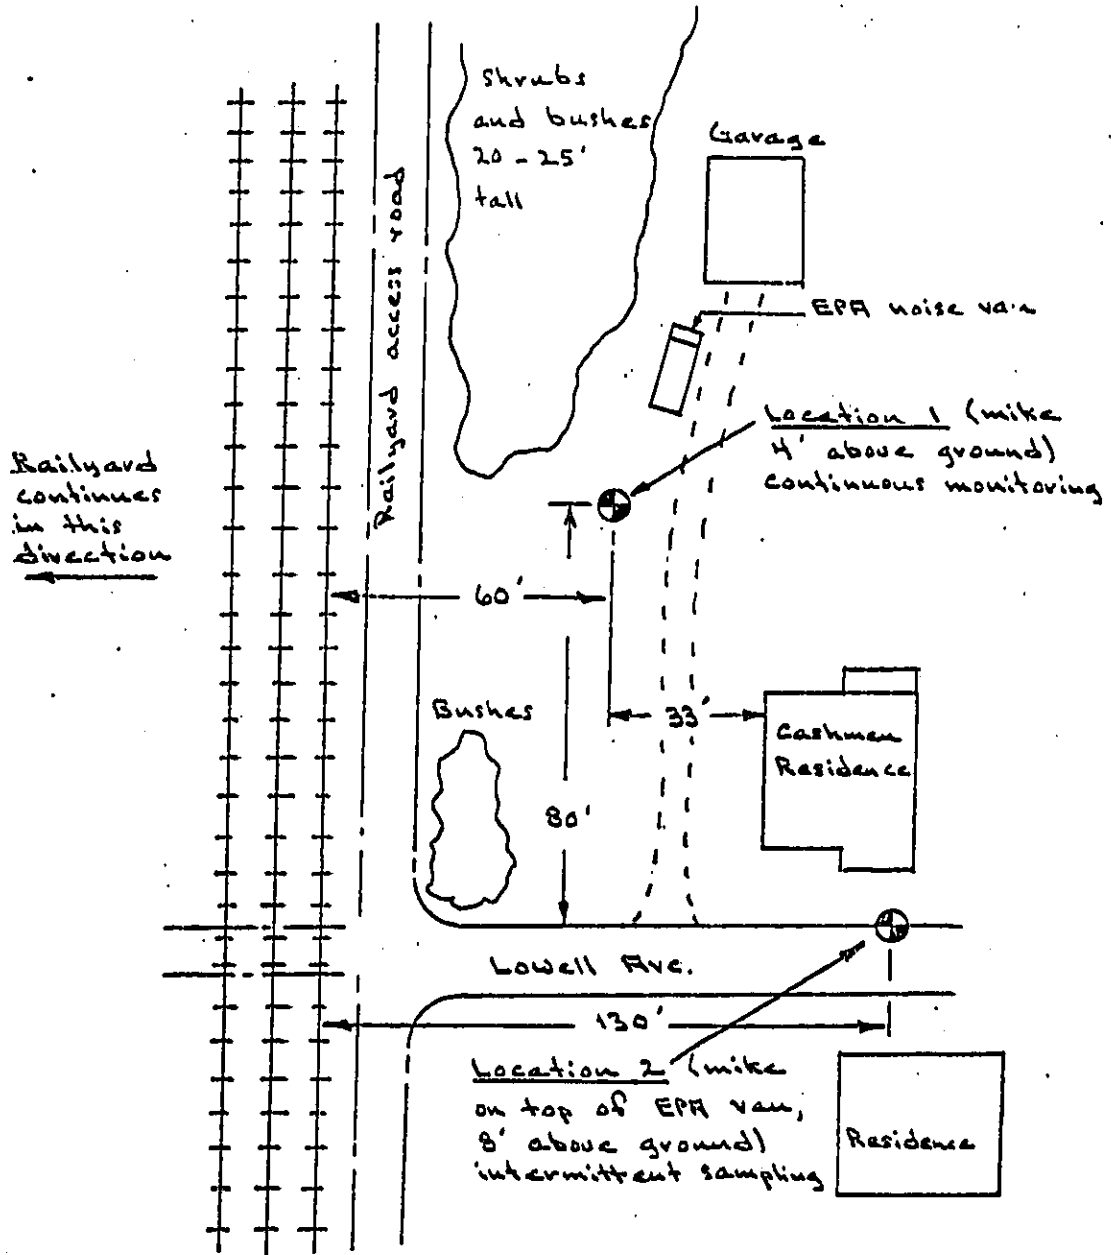 Shrubs
and bushes
20 - 25'
tall
Garage
Railyard access road
EPA noise van
Location 1 (mike
4' above ground)
continuous monitoring
Railyard
continues
in this
direction
60'
33'
Bushes
Cashmen
Residence
80'
Lowell Ave.
130'
Location 2 (mike
on top of EPA van,
8' above ground)
intermittent sampling
Residence